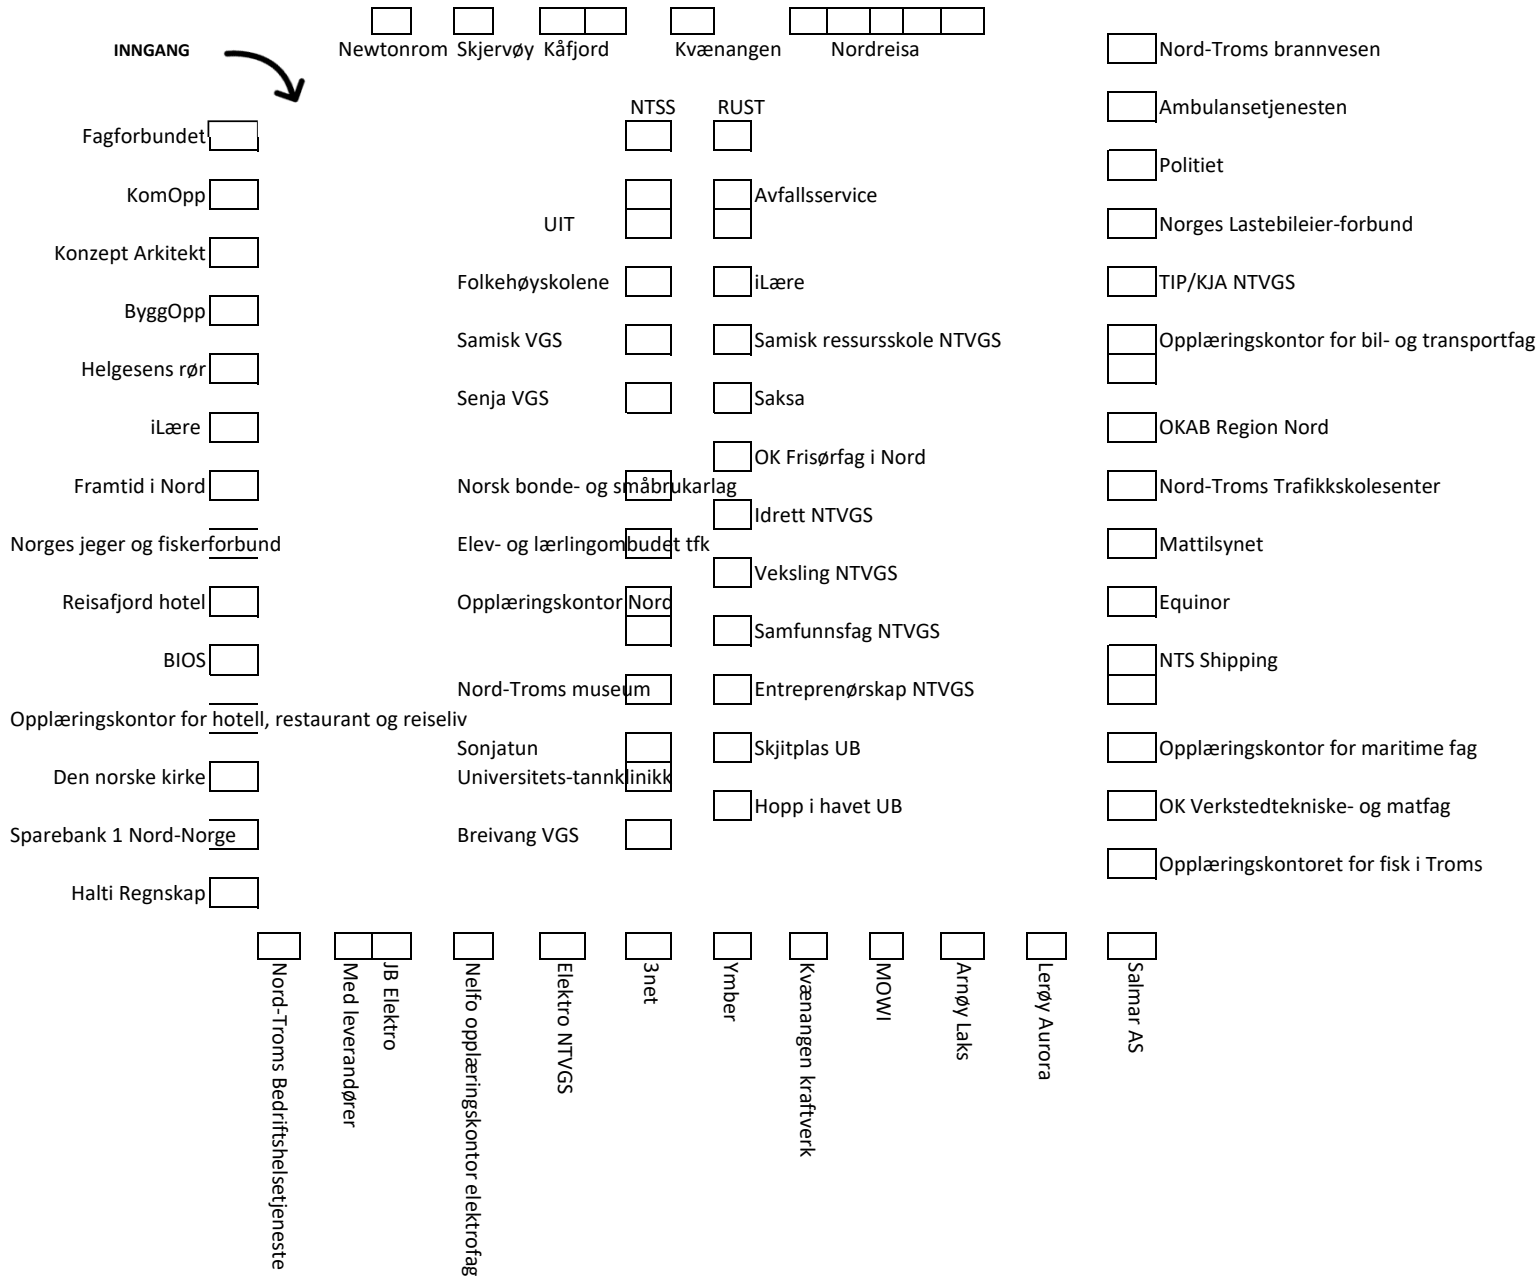 INNGANG
Newtonrom
Skjervøy
Kåfjord
Kvænangen
Nordreisa
Fagforbundet
KomOpp
Konzept Arkitekt
ByggOpp
Helgesens rør
iLære
Framtid i Nord
Norges jeger og fiskerforbund
Reisafjord hotel
BIOS
Opplæringskontor for hotell, restaurant og reiseliv
Den norske kirke
Sparebank 1 Nord-Norge
Halti Regnskap
NTSS
UIT
Folkehøyskolene
Samisk VGS
Senja VGS
Norsk bonde- og småbrukarlag
Elev- og lærlingombudet tfk
Opplæringskontor Nord
Nord-Troms museum
Sonjatun
Universitets-tannklinikk
Breivang VGS
RUST
Avfallsservice
iLære
Samisk ressursskole NTVGS
Saksa
OK Frisørfag i Nord
Idrett NTVGS
Veksling NTVGS
Samfunnsfag NTVGS
Entreprenørskap NTVGS
Skjitplas UB
Hopp i havet UB
Nord-Troms brannvesen
Ambulansetjenesten
Politiet
Norges Lastebileier-forbund
TIP/KJA NTVGS
Opplæringskontor for bil- og transportfag
OKAB Region Nord
Nord-Troms Trafikkskolesenter
Mattilsynet
Equinor
NTS Shipping
Opplæringskontor for maritime fag
OK Verkstedtekniske- og matfag
Opplæringskontoret for fisk i Troms
Nord-Troms Bedriftshelsetjeneste
Med leverandører
JB Elektro
Nelfo opplæringskontor elektrofag
Elektro NTVGS
3net
Ymber
Kvænangen kraftverk
MOWI
Arnøy Laks
Lerøy Aurora
Salmar AS